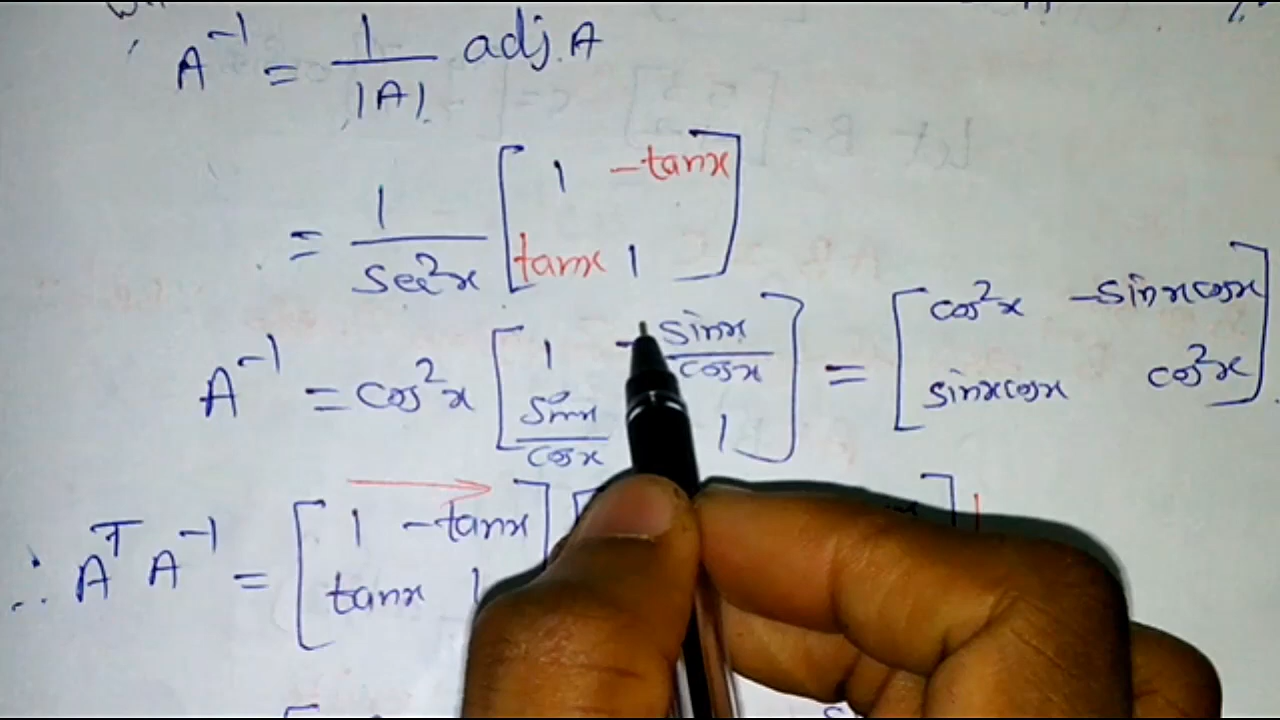 A⁻¹ = 1/|A| adj. A
= 1/sec²x [1 -tanx; tanx 1]
A⁻¹ = cos²x [1 -sinx/cosx; sinx/cosx 1] = [cos²x -sinxcosx; sinxcosx cos²x]
∴ Aᵀ A⁻¹ = [1 -tanx; tanx 1] [